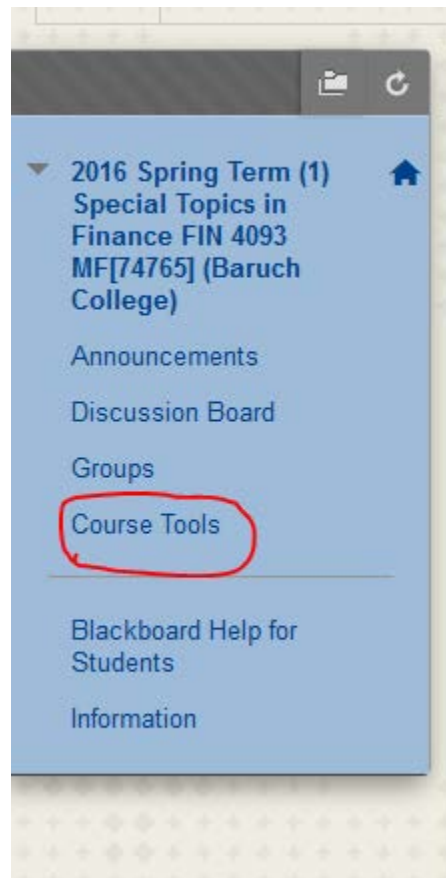 2016 Spring Term (1)
Special Topics in
Finance FIN 4093
MF[74765] (Baruch
College)
Announcements
Discussion Board
Groups
Course Tools
Blackboard Help for
Students
Information